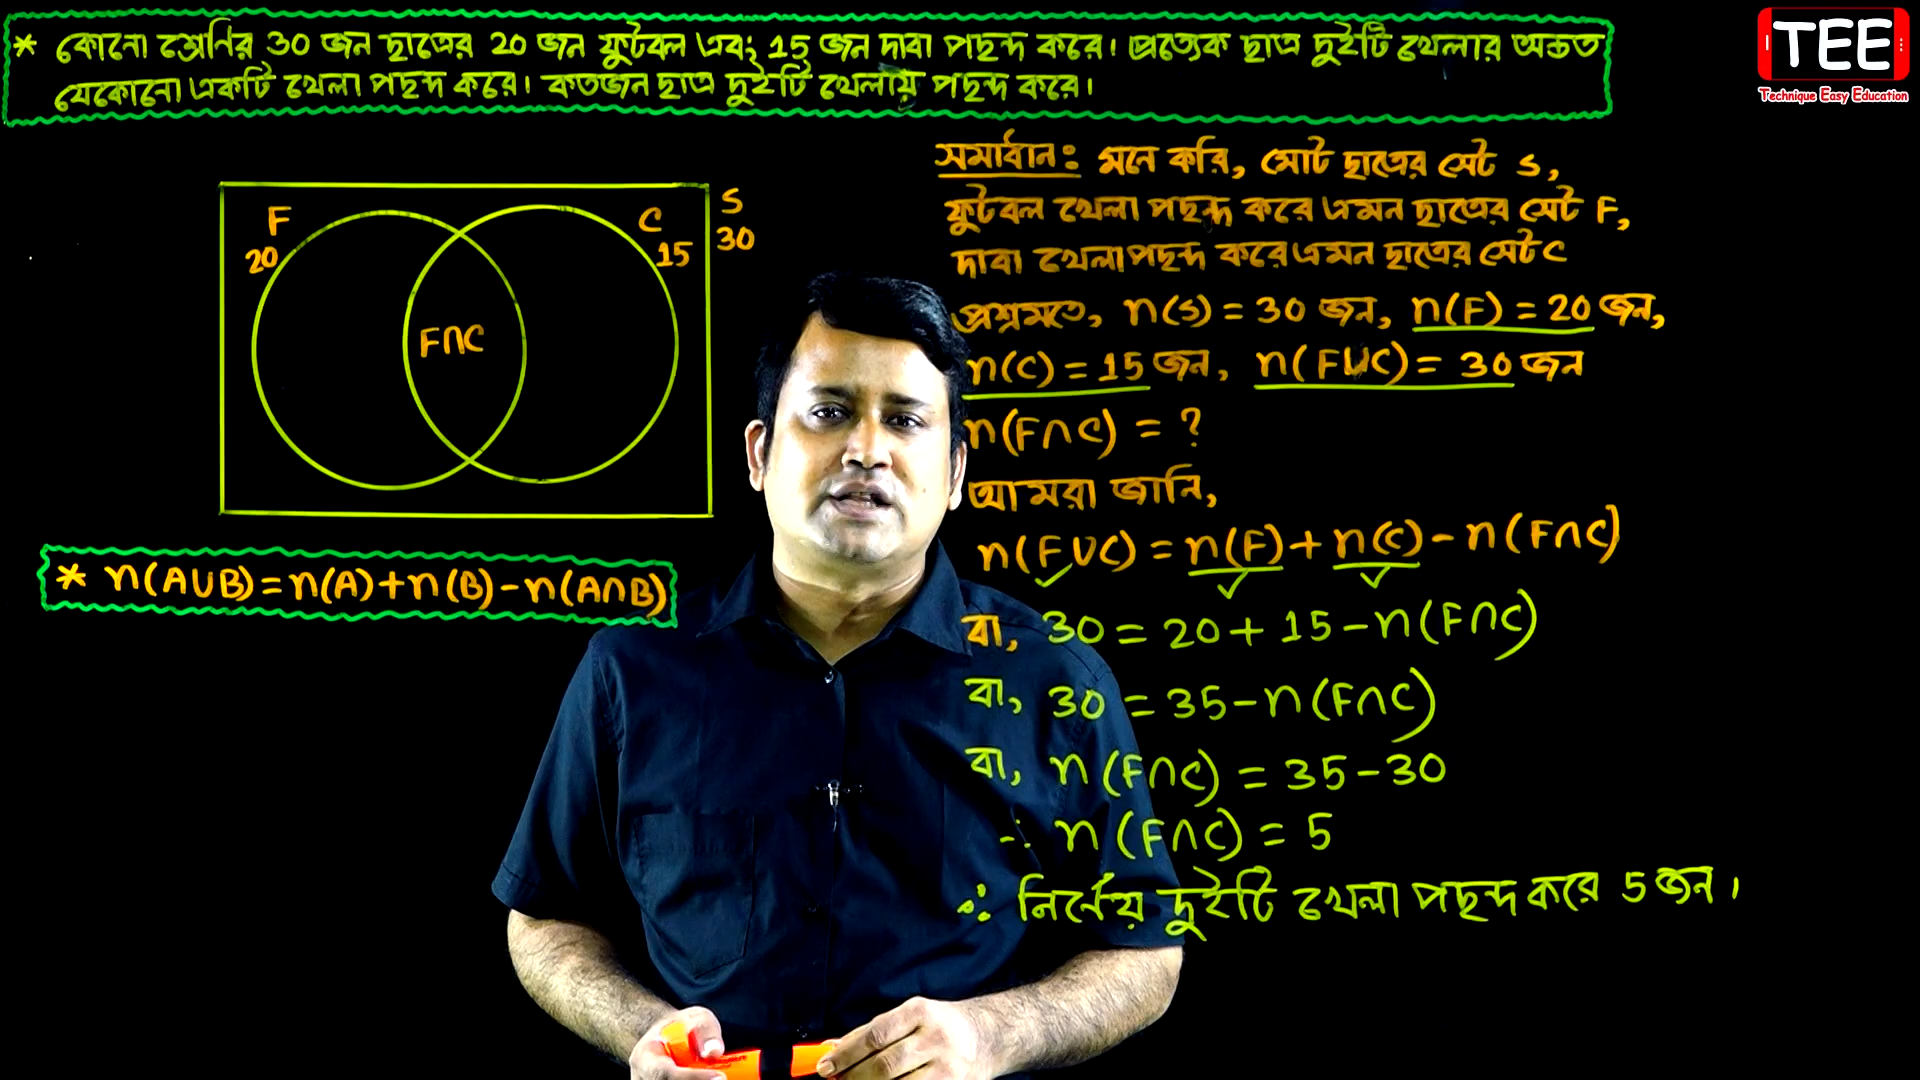 * কোনো শ্রেণির 30 জন ছাত্রের 20 জন ফুটবল এবং 15 জন দাবা পছন্দ করে। প্রত্যেক ছাত্র দুইটি খেলার অন্তত
যেকোনো একটি খেলা পছন্দ করে। কতজন ছাত্র দুইটি খেলায় পছন্দ করে।
TEE
Technique Easy Education
F
20
C
15
S
30
F∩C
* n(A∪B)=n(A)+n(B)-n(A∩B)
সমাধান: মনে করি, মোট ছাত্রের সেট S,
ফুটবল খেলা পছন্দ করে এমন ছাত্রের সেট F,
দাবা খেলা পছন্দ করে এমন ছাত্রের সেট C
প্রশ্নমতে, n(S) = 30 জন, n(F) = 20 জন,
n(C) = 15 জন, n(F∪C) = 30 জন
n(F∩C) = ?
আমরা জানি,
n(F∪C) = n(F) + n(C) - n(F∩C)
বা, 30 = 20 + 15 - n(F∩C)
বা, 30 = 35 - n(F∩C)
বা, n(F∩C) = 35 - 30
∴ n(F∩C) = 5
∴ নির্ণেয় দুইটি খেলা পছন্দ করে 5 জন।